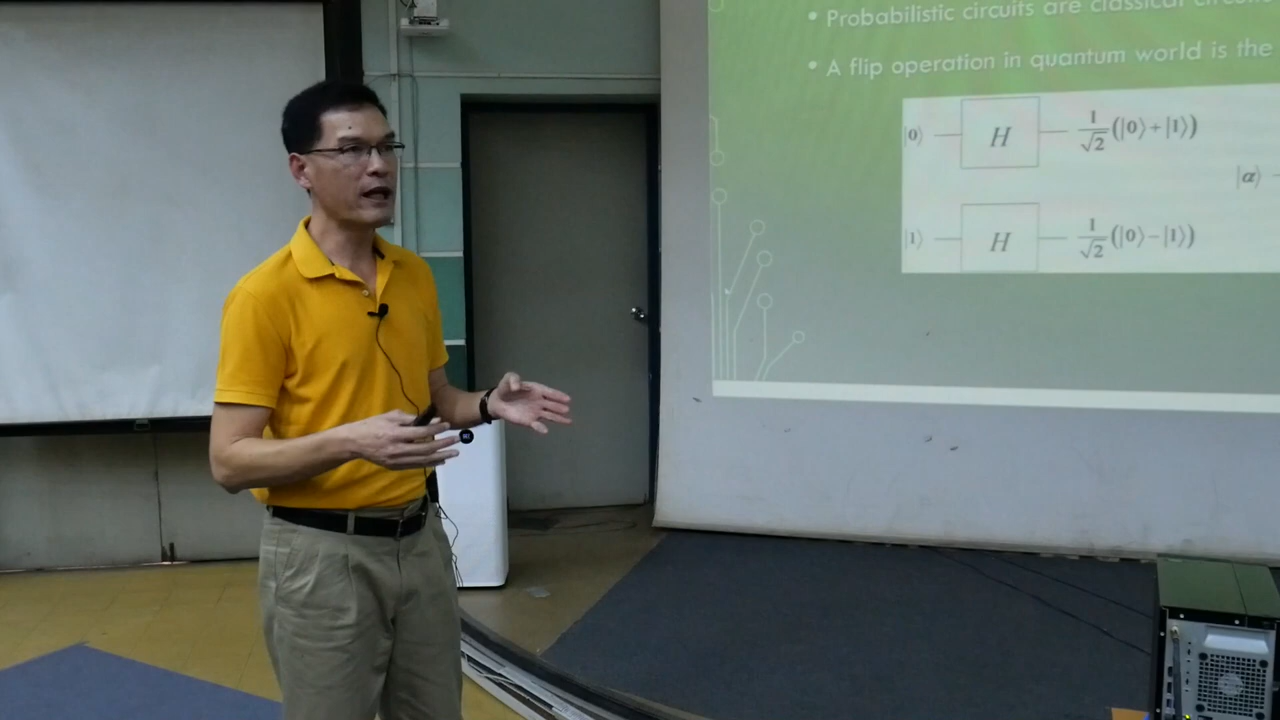 • Probabilistic circuits are classical circuits
• A flip operation in quantum world is the
|0⟩ H 1/√2 (|0⟩+|1⟩)
|α⟩
|1⟩ H 1/√2 (|0⟩−|1⟩)